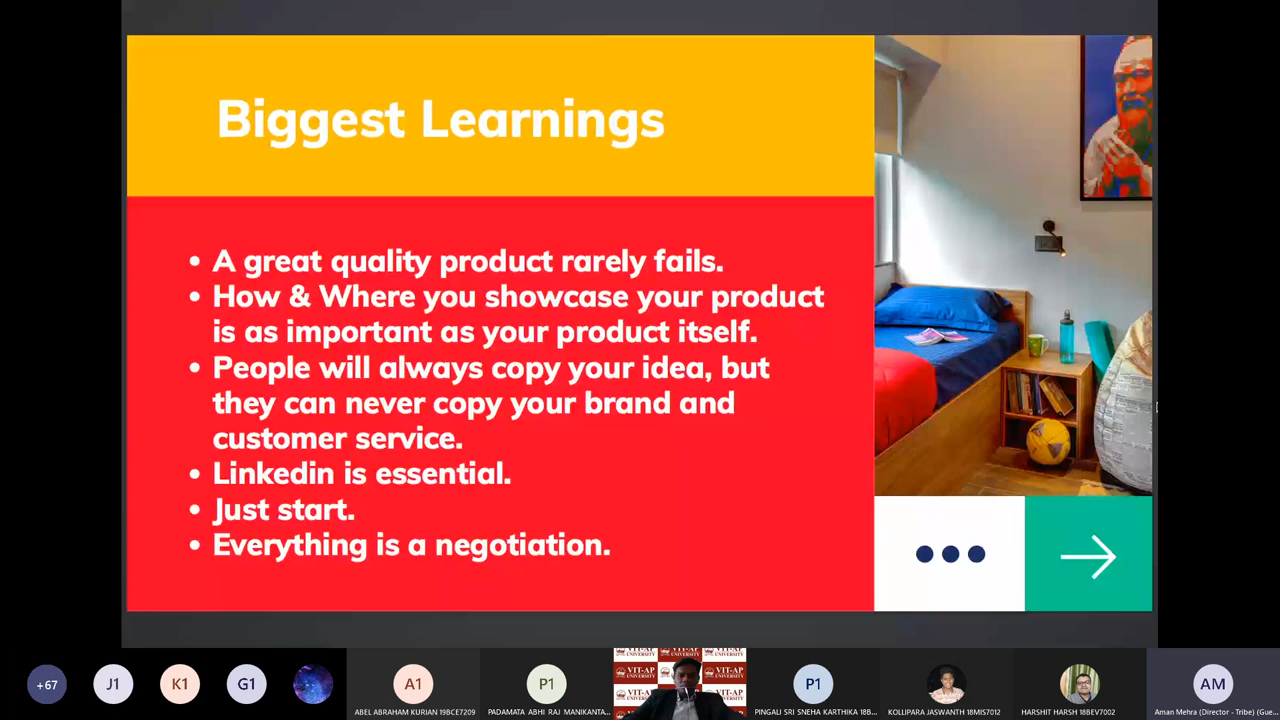 Biggest Learnings
• A great quality product rarely fails.
• How & Where you showcase your product
is as important as your product itself.
• People will always copy your idea, but
they can never copy your brand and
customer service.
• Linkedin is essential.
• Just start.
• Everything is a negotiation.
+67
J1
K1
G1
A1
ABEL ABRAHAM KURIAN 19BCE7209
P1
PADAMATA ABHI RAJ MANIKANTA...
VIT-AP
UNIVERSITY
P1
PINGALI SRI SNEHA KARTHIKA 18B...
KOLLIPARA JASWANTH 18MIS7012
HARSHIT HARSH 18BEV7002
AM
Aman Mehra (Director - Tribe) (Gue...